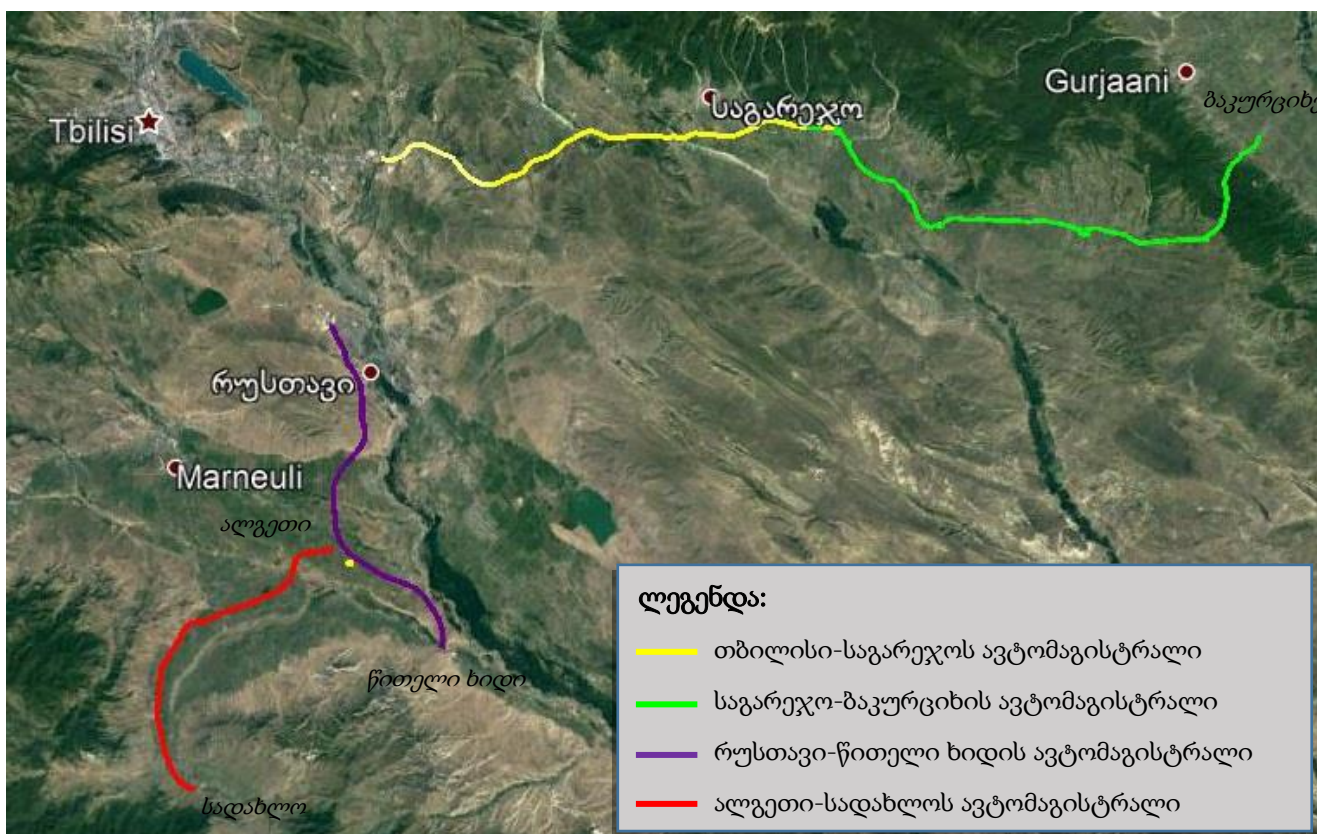 Gurjaani
საგარეჯო
ბაკურციხე
Tbilisi
რუსთავი
Marneuli
ალგეთი
წითელი ხიდი
სადახლო
ლეგენდა:
თბილისი-საგარეჯოს ავტომაგისტრალი
საგარეჯო-ბაკურციხის ავტომაგისტრალი
რუსთავი-წითელი ხიდის ავტომაგისტრალი
ალგეთი-სადახლოს ავტომაგისტრალი